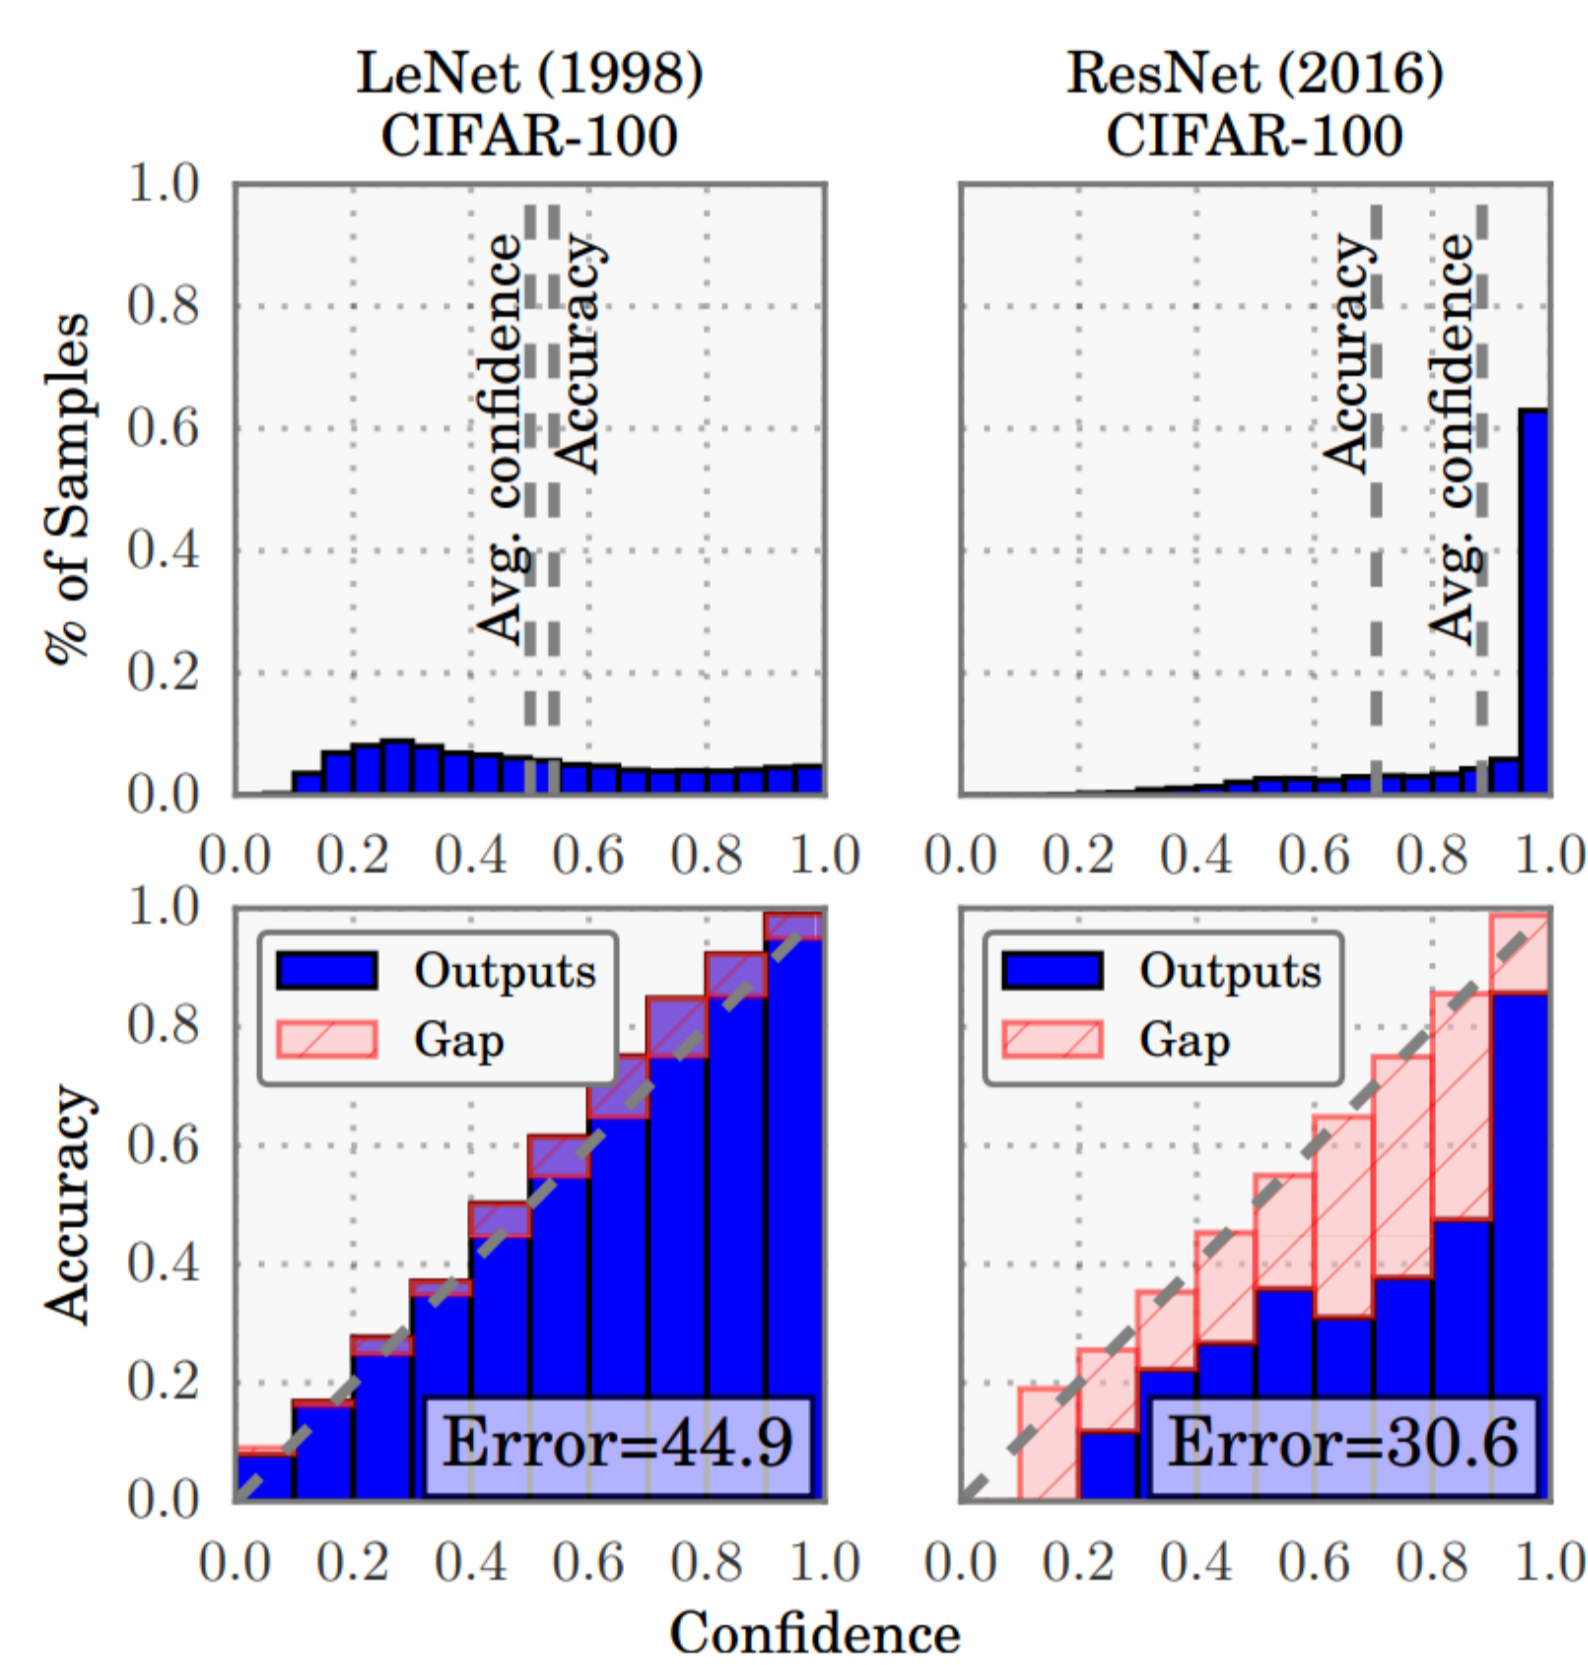 LeNet (1998)
CIFAR-100
ResNet (2016)
CIFAR-100
% of Samples
1.0
0.8
0.6
0.4
0.2
0.0
Avg. confidence
Accuracy
Accuracy
Avg. confidence
0.0 0.2 0.4 0.6 0.8 1.0
0.0 0.2 0.4 0.6 0.8 1.0
Accuracy
1.0
0.8
0.6
0.4
0.2
0.0
Outputs
Gap
Error=44.9
Outputs
Gap
Error=30.6
0.0 0.2 0.4 0.6 0.8 1.0
0.0 0.2 0.4 0.6 0.8 1.0
Confidence